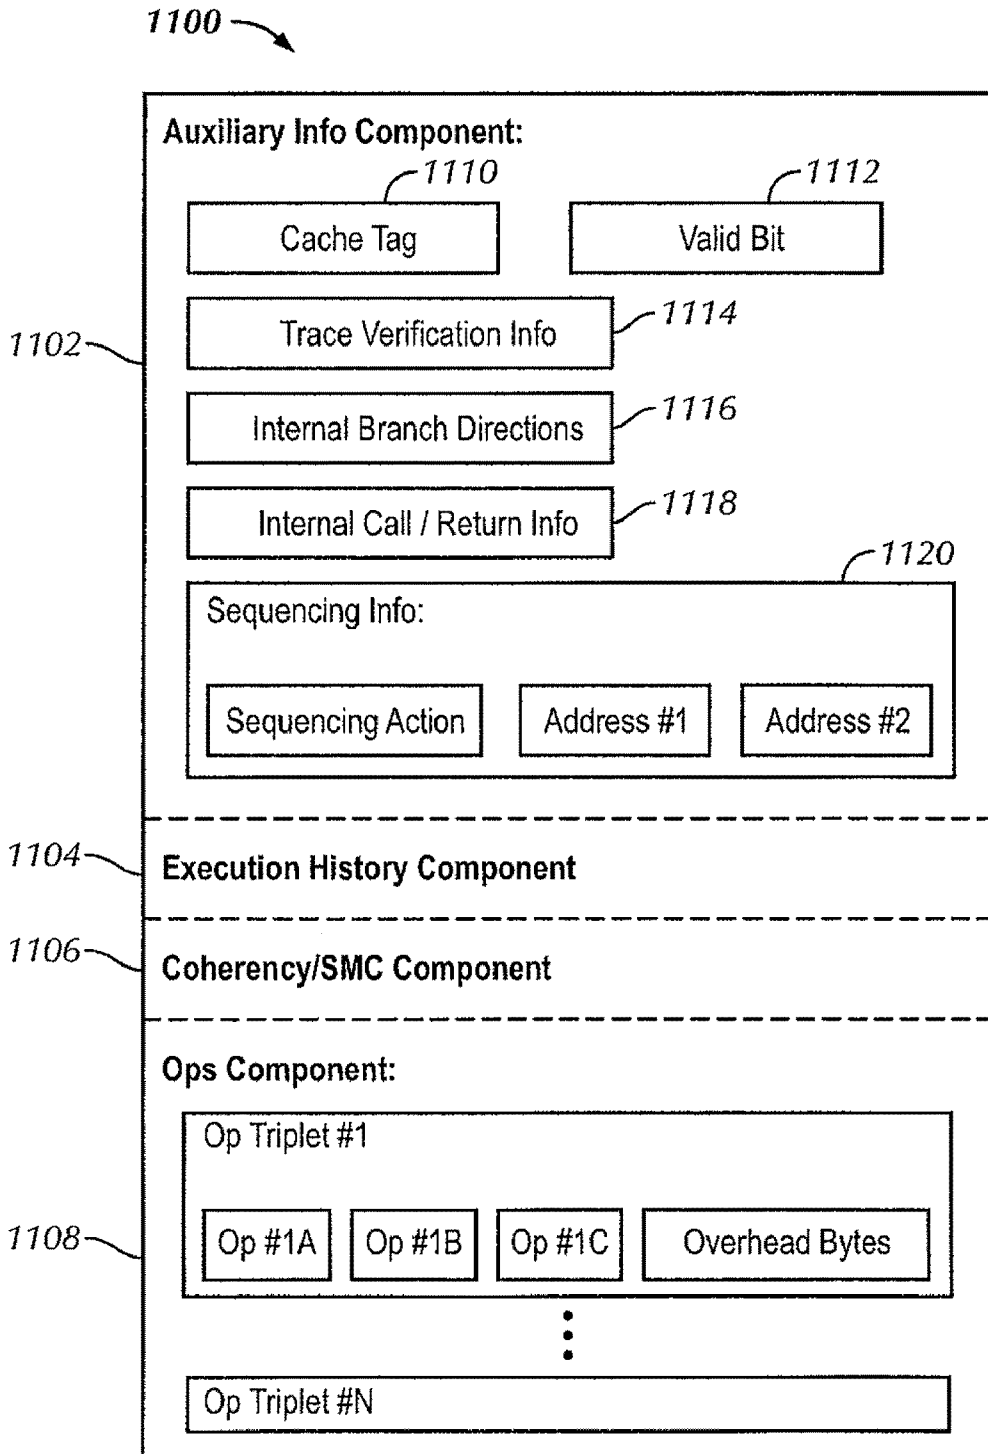 1100
Auxiliary Info Component:
1110
1112
Cache Tag
Valid Bit
1114
Trace Verification Info
1102
1116
Internal Branch Directions
1118
Internal Call / Return Info
1120
Sequencing Info:
Sequencing Action
Address #1
Address #2
1104
Execution History Component
1106
Coherency/SMC Component
Ops Component:
Op Triplet #1
1108
Op #1A
Op #1B
Op #1C
Overhead Bytes
Op Triplet #N